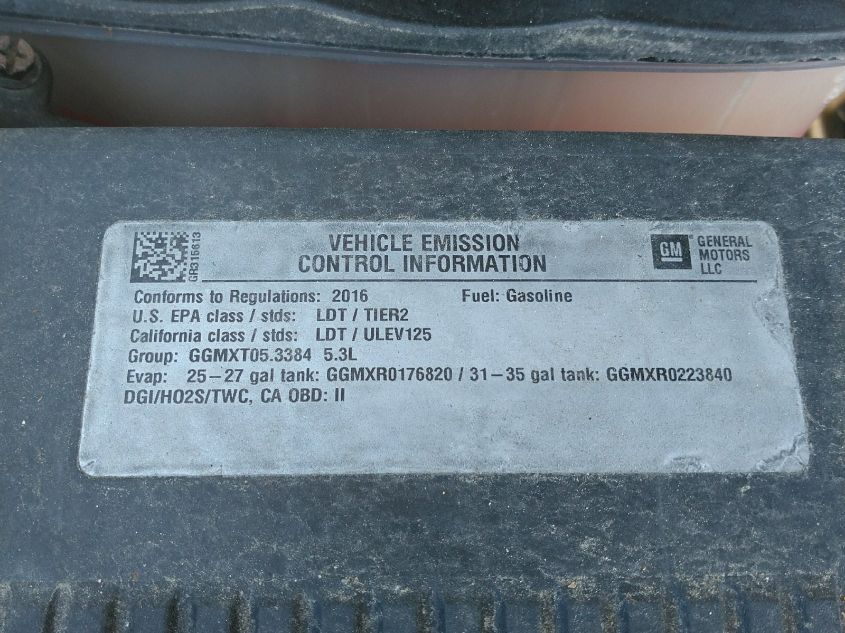 GR315613
VEHICLE EMISSION
CONTROL INFORMATION
GM
GENERAL
MOTORS
LLC
Conforms to Regulations: 2016 Fuel: Gasoline
U.S. EPA class / stds: LDT / TIER2
California class / stds: LDT / ULEV125
Group: GGMXT05.3384 5.3L
Evap: 25-27 gal tank: GGMXR0176820 / 31-35 gal tank: GGMXR0223840
DGI/HO2S/TWC, CA OBD: II